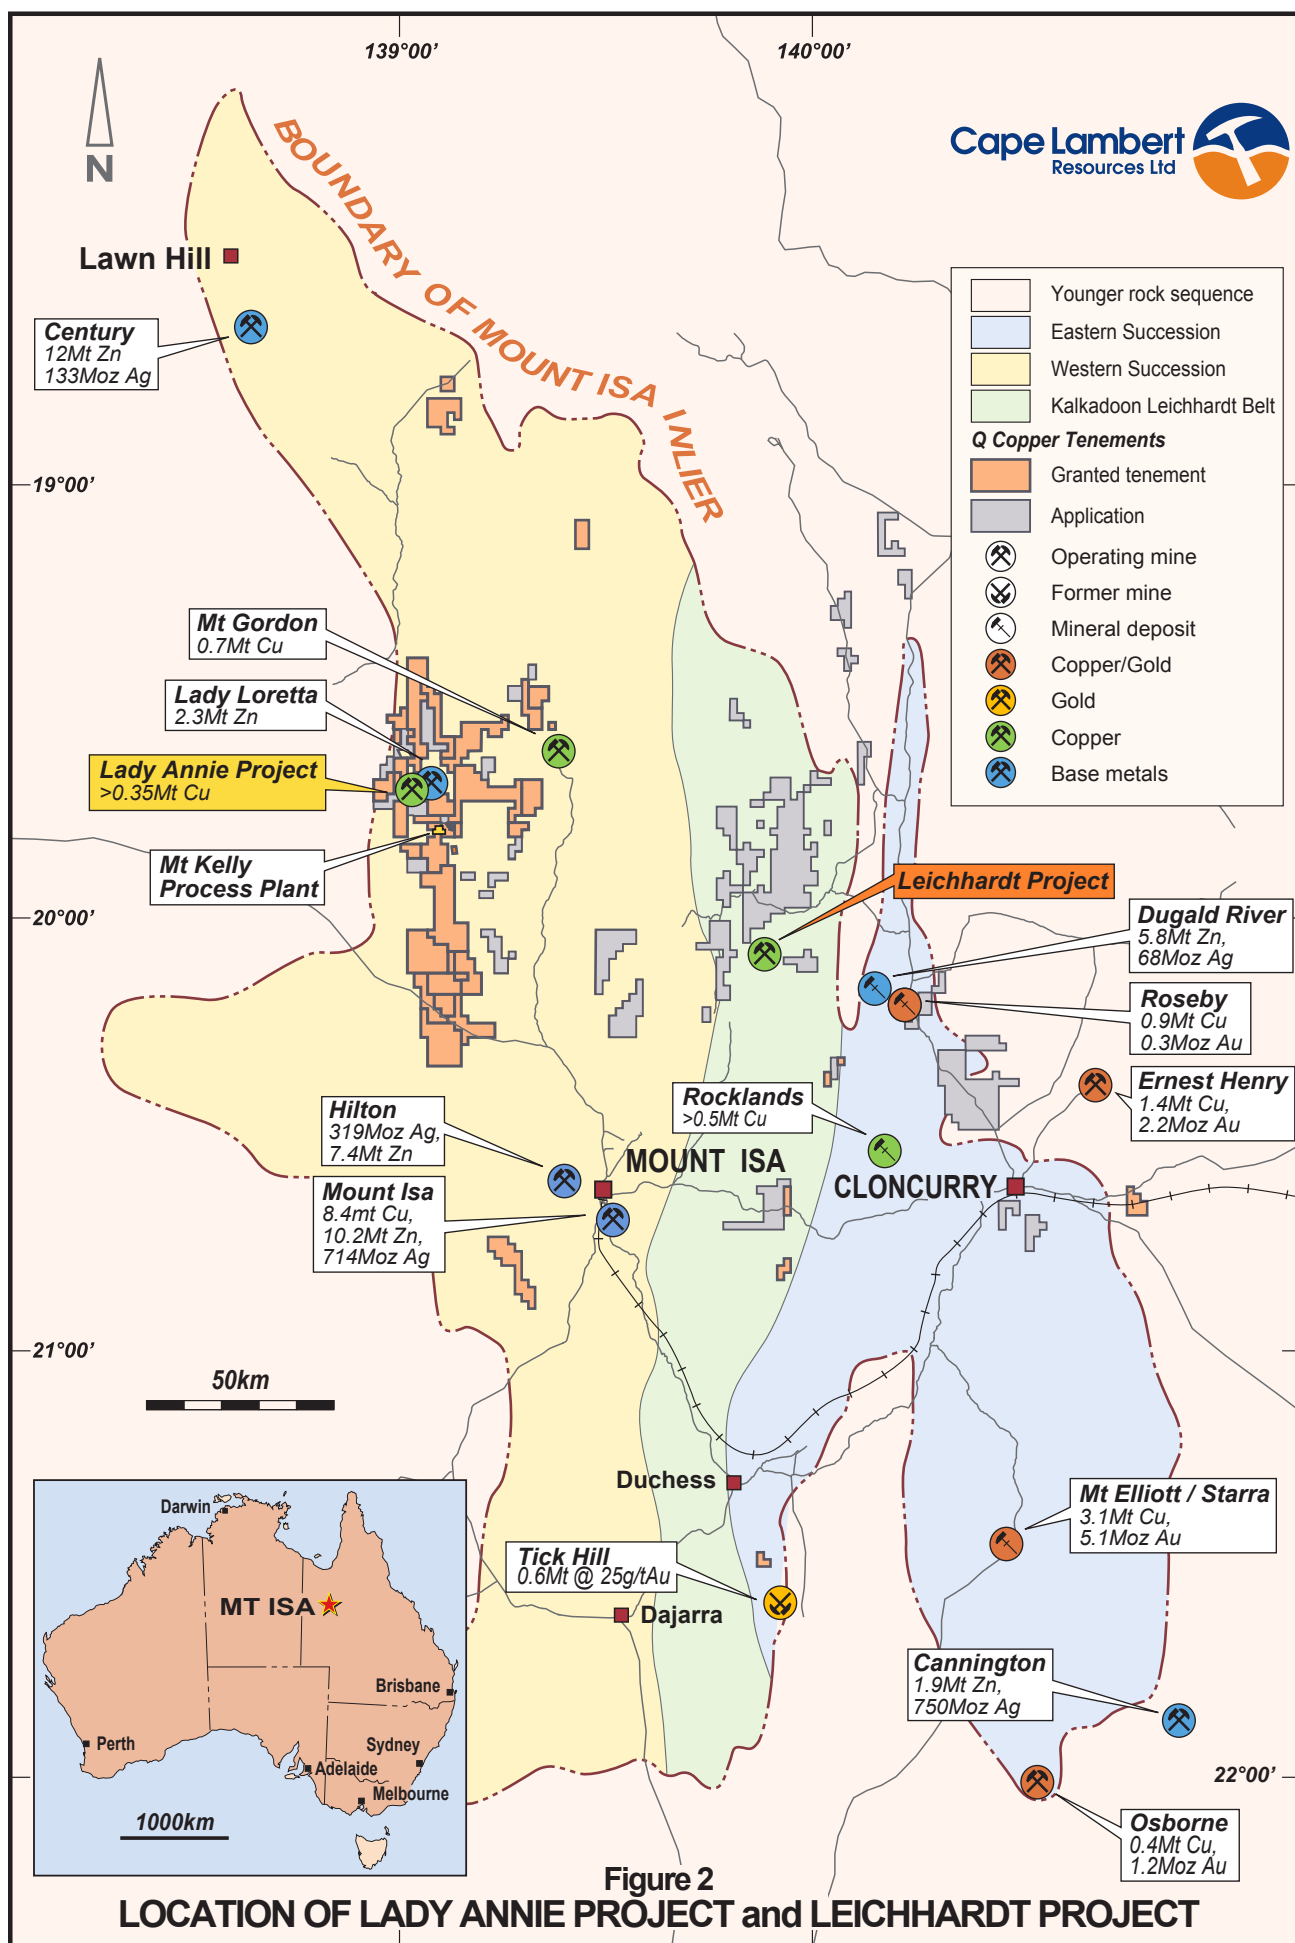 139°00'
140°00'
N
BOUNDARY OF MOUNT ISA INLIER
Cape Lambert
Resources Ltd
Lawn Hill
Century
12Mt Zn
133Moz Ag
Younger rock sequence
Eastern Succession
Western Succession
Kalkadoon Leichhardt Belt
Q Copper Tenements
Granted tenement
Application
Operating mine
Former mine
Mineral deposit
Copper/Gold
Gold
Copper
Base metals
19°00'
Mt Gordon
0.7Mt Cu
Lady Loretta
2.3Mt Zn
Lady Annie Project
>0.35Mt Cu
Mt Kelly
Process Plant
Leichhardt Project
20°00'
Dugald River
5.8Mt Zn,
68Moz Ag
Roseby
0.9Mt Cu
0.3Moz Au
Ernest Henry
1.4Mt Cu,
2.2Moz Au
Rocklands
>0.5Mt Cu
Hilton
319Moz Ag,
7.4Mt Zn
MOUNT ISA
CLONCURRY
Mount Isa
8.4mt Cu,
10.2Mt Zn,
714Moz Ag
21°00'
50km
Duchess
Mt Elliott / Starra
3.1Mt Cu,
5.1Moz Au
Tick Hill
0.6Mt @ 25g/tAu
Dajarra
Cannington
1.9Mt Zn,
750Moz Ag
22°00'
Osborne
0.4Mt Cu,
1.2Moz Au
Darwin
MT ISA
Brisbane
Perth
Sydney
Adelaide
Melbourne
1000km
Figure 2
LOCATION OF LADY ANNIE PROJECT and LEICHHARDT PROJECT